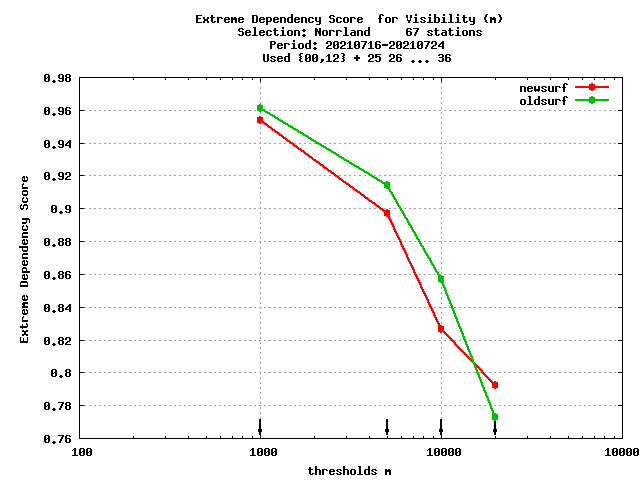 Extreme Dependency Score  for Visibility (m)
Selection: Norrland     67 stations
Period: 20210716-20210724
Used {00,12} + 25 26 ... 36
newsurf
oldsurf
0.98
0.96
0.94
0.92
0.9
0.88
0.86
0.84
0.82
0.8
0.78
0.76
Extreme Dependency Score
100 1000 10000 10000
thresholds m